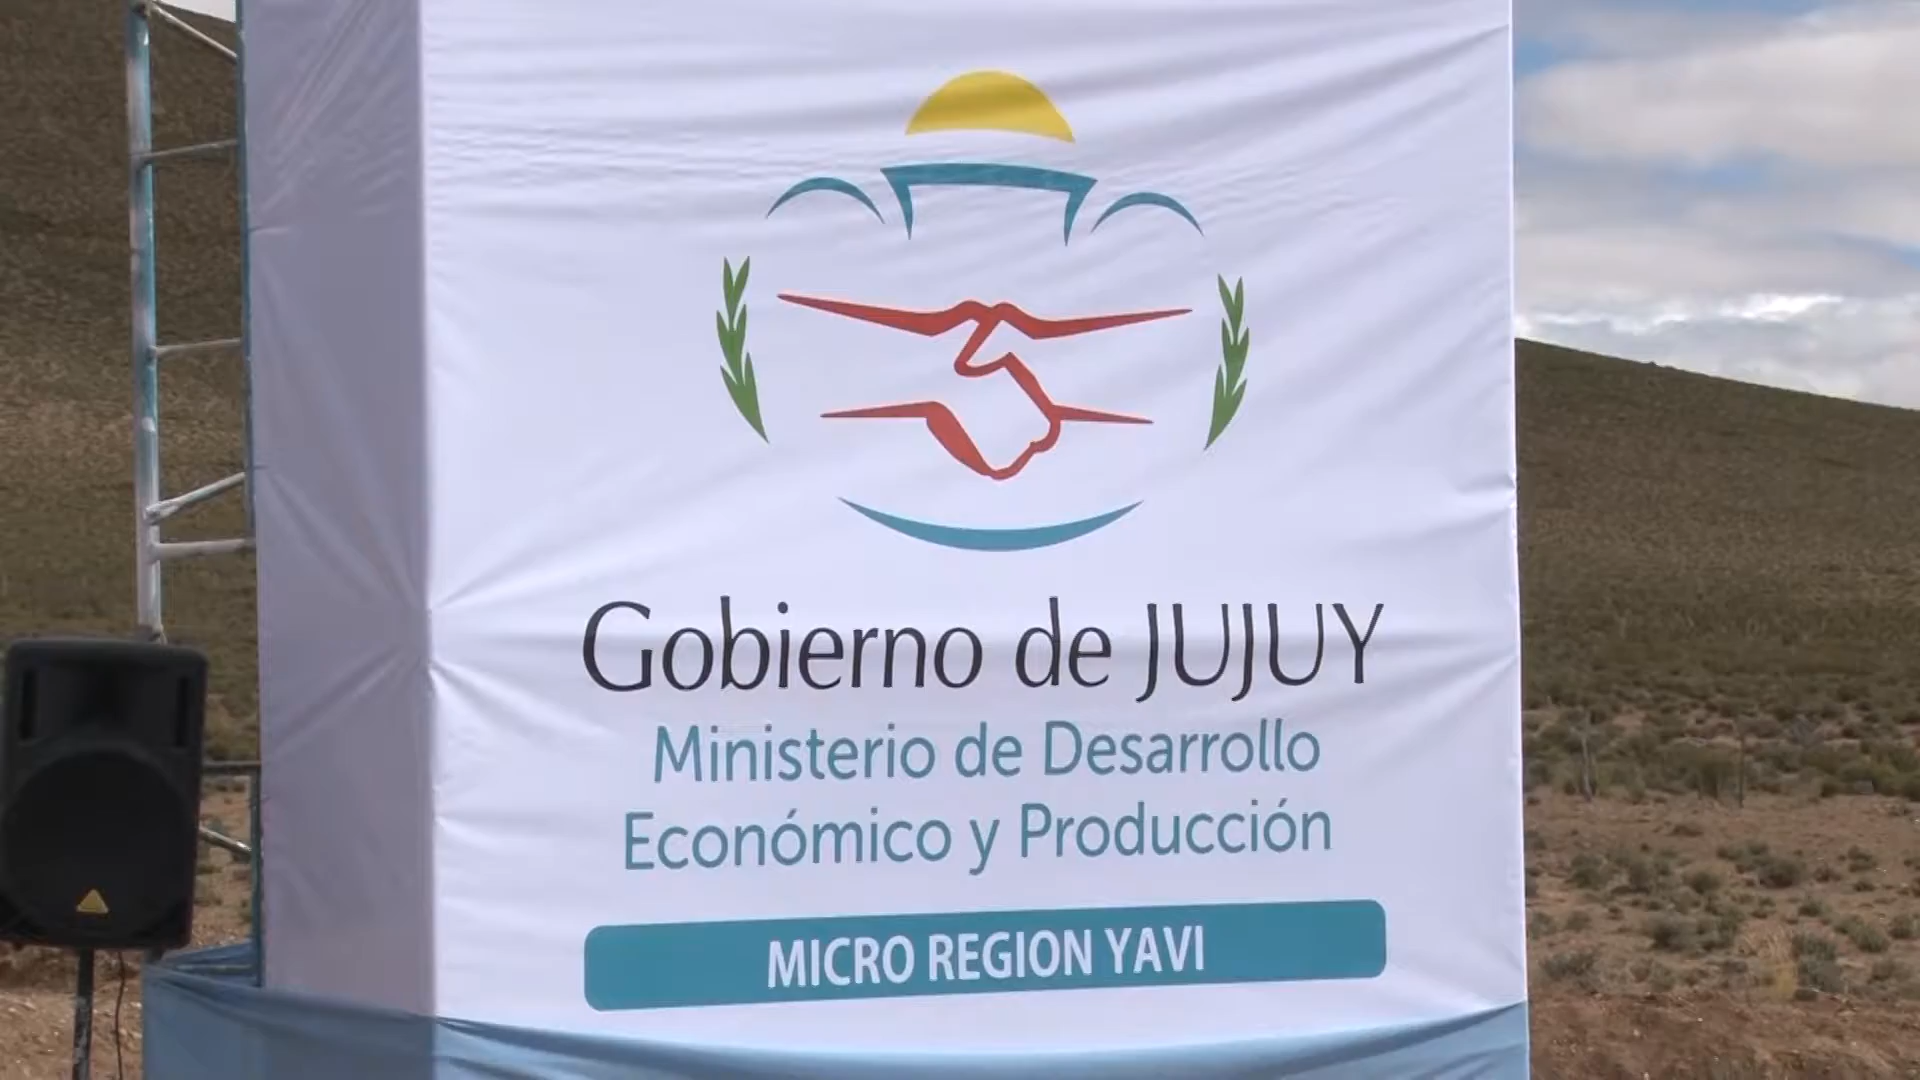 Gobierno de JUJUY
Ministerio de Desarrollo
Económico y Producción
MICRO REGION YAVI